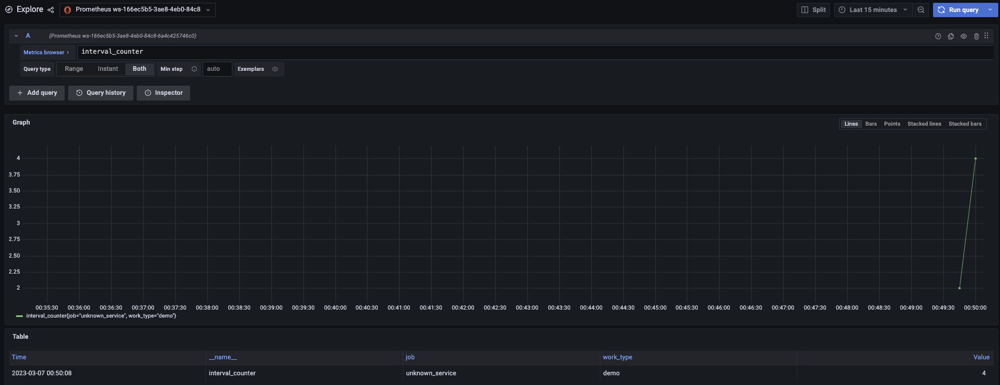 Explore Prometheus ws-166ec5b5-3ae8-4eb0-84c8 Split Last 15 minutes Run query
A (Prometheus ws-166ec5b5-3ae8-4eb0-84c8-6a4c425746c0)
Metrics browser > interval_counter
Query type Range Instant Both Min step auto Exemplars
+ Add query Query history Inspector
Graph Lines Bars Points Stacked lines Stacked bars
4
3.75
3.50
3.25
3
2.75
2.50
2.25
2
00:35:30 00:36:00 00:36:30 00:37:00 00:37:30 00:38:00 00:38:30 00:39:00 00:39:30 00:40:00 00:40:30 00:41:00 00:41:30 00:42:00 00:42:30 00:43:00 00:43:30 00:44:00 00:44:30 00:45:00 00:45:30 00:46:00 00:46:30 00:47:00 00:47:30 00:48:00 00:48:30 00:49:00 00:49:30 00:50:00
interval_counter{job="unknown_service", work_type="demo"}
Table
Time __name__ job work_type Value
2023-03-07 00:50:08 interval_counter unknown_service demo 4